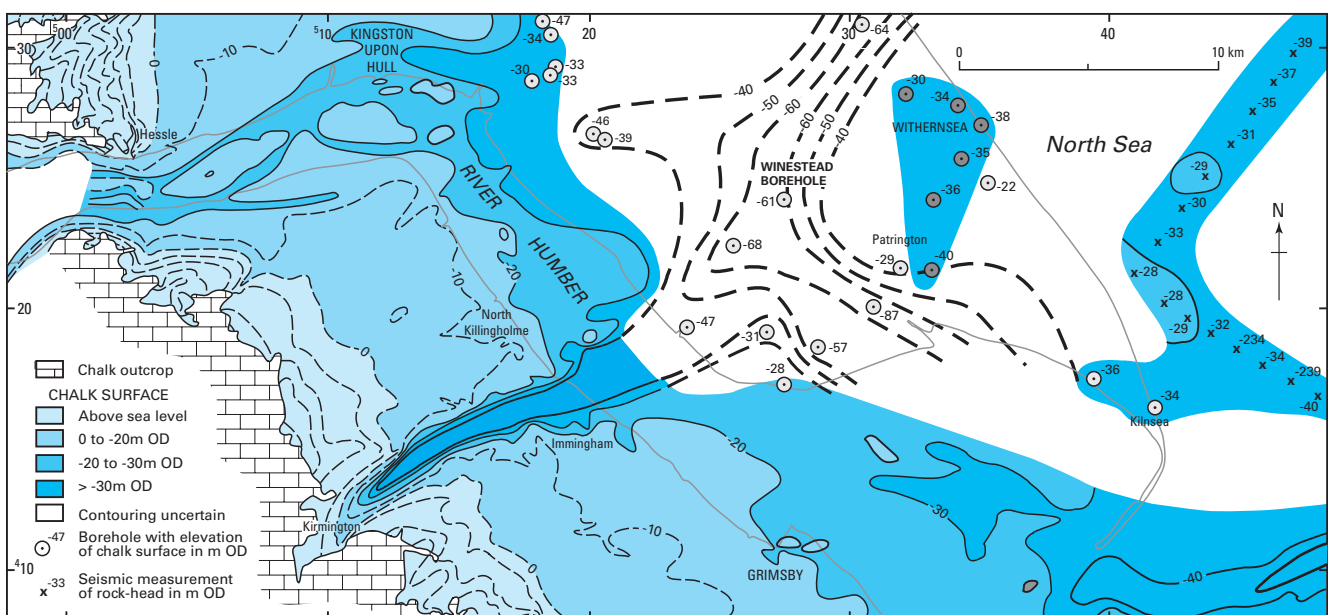 ⁵00
⁵10
20
30
40
30
20
⁴10
KINGSTON
UPON
HULL
Hessle
-10
0
-47
-34
-33
-33
-30
-64
-40
-50
-60
-60
-50
-40
-46
-39
0
10 km
-30
-34
-38
WITHERNSEA
-35
-36
-22
North Sea
-39
-37
-35
-31
-29
-30
-33
-28
-28
-29
-32
-234
-34
-239
-40
N
WINESTEAD
BOREHOLE
-61
-68
Patrington
-29
-40
-87
-47
-31
-57
-28
-36
-34
Kilnsea
RIVER
HUMBER
-10
-20
0
-10
North
Killingholme
Immingham
-20
-30
-40
Kirmington
0
-10
GRIMSBY
Chalk outcrop
CHALK SURFACE
Above sea level
0 to -20m OD
-20 to -30m OD
> -30m OD
Contouring uncertain
-47 Borehole with elevation
of chalk surface in m OD
-33 Seismic measurement
x of rock-head in m OD